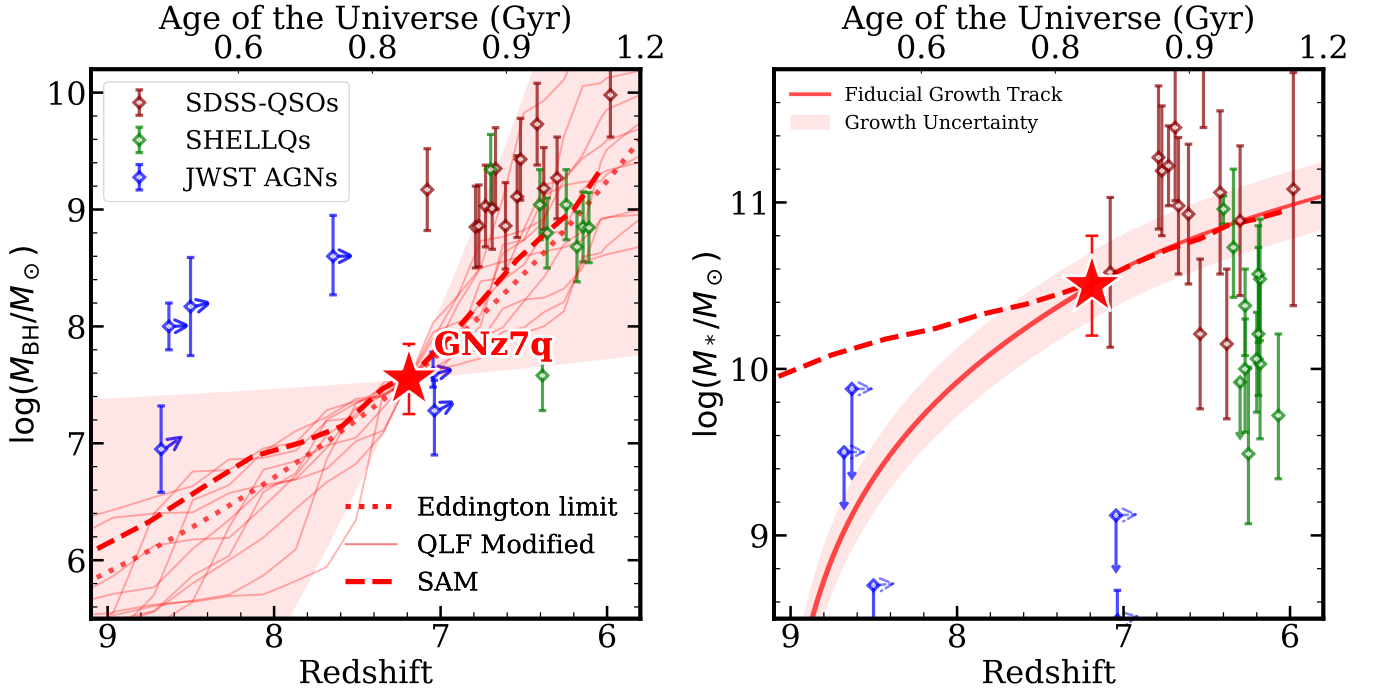 Age of the Universe (Gyr)
0.6 0.8 0.9 1.2
10
9
8
7
6
log(M_BH/M_⊙)
SDSS-QSOs
SHELLQs
JWST AGNs
GNz7q
Eddington limit
QLF Modified
SAM
9 8 7 6
Redshift
Age of the Universe (Gyr)
0.6 0.8 0.9 1.2
11
10
9
log(M_*/M_⊙)
Fiducial Growth Track
Growth Uncertainty
9 8 7 6
Redshift